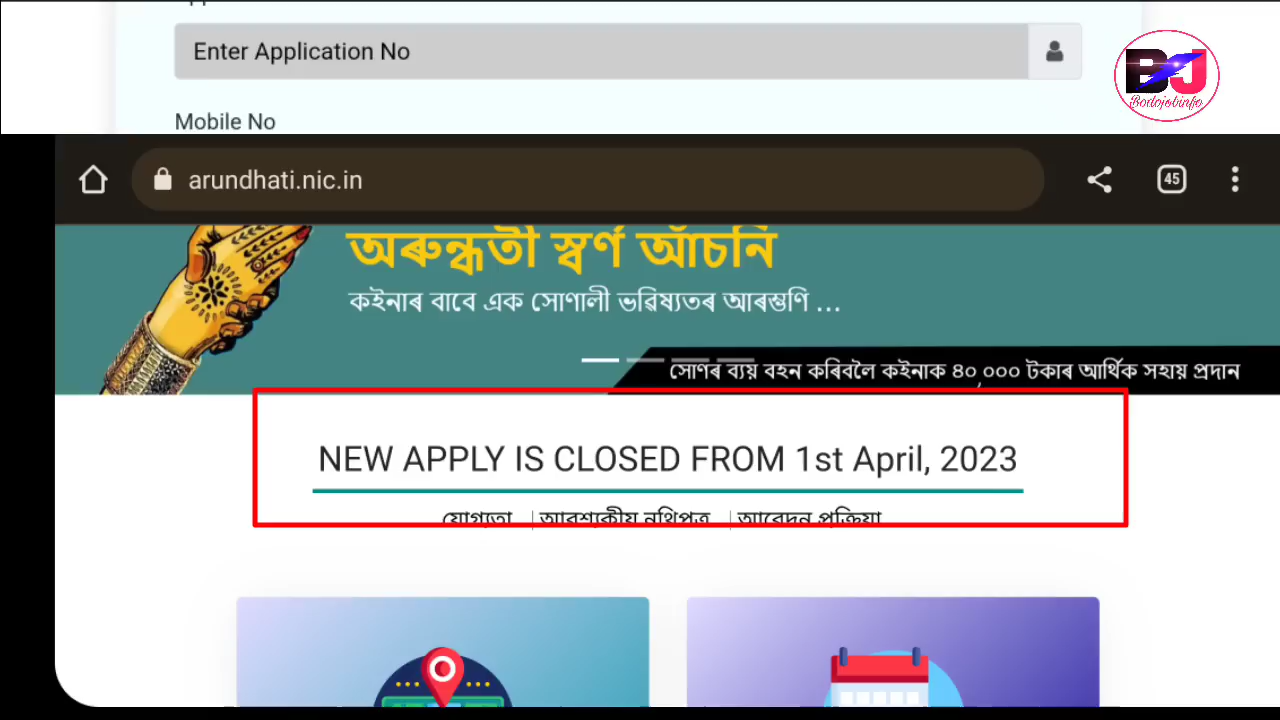 Enter Application No
BJ
Bodojobinfo
Mobile No
arundhati.nic.in
45
অৰুন্ধতী স্বৰ্ণ আঁচনি
কইনাৰ বাবে এক সোণালী ভৱিষ্যতৰ আৰম্ভণি ...
সোণৰ ব্যয় বহন কৰিবলৈ কইনাক ৪০,০০০ টকাৰ আৰ্থিক সহায় প্ৰদান
NEW APPLY IS CLOSED FROM 1st April, 2023
যোগ্যতা | আৱশ্যকীয় নথিপত্ৰ | আবেদন প্ৰক্ৰিয়া